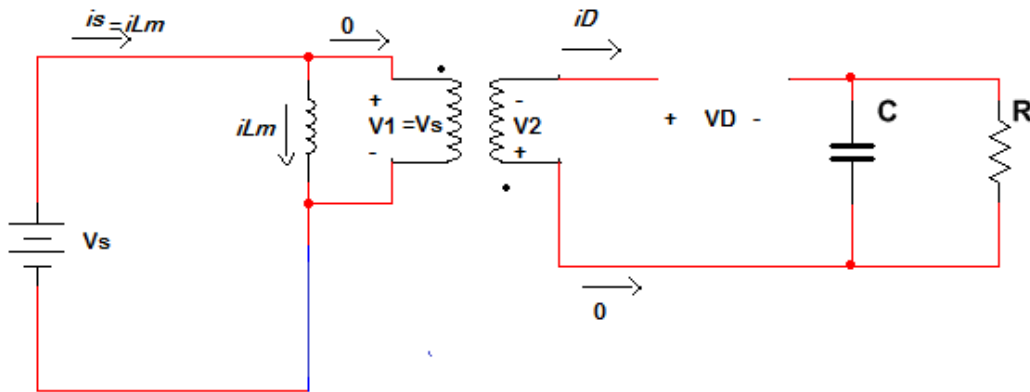 is = iLm
0
iD
+
V1 = Vs
-
-
V2
+
+ VD -
C
R
iLm
Vs
0